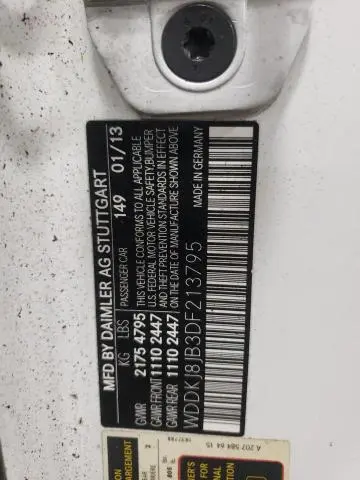 MFD BY DAIMLER AG STUTTGART
KG LBS PASSENGER CAR 149 01/13
GVWR 2175 4795 THIS VEHICLE CONFORMS TO ALL APPLICABLE
U.S. FEDERAL MOTOR VEHICLE SAFETY, BUMPER
GAWR FRONT 1110 2447 AND THEFT PREVENTION STANDARDS IN EFFECT
GAWR REAR 1110 2447 ON THE DATE OF MANUFACTURE SHOWN ABOVE
MADE IN GERMANY
WDDKJ8JB3DF213795
A 207 584 64 15